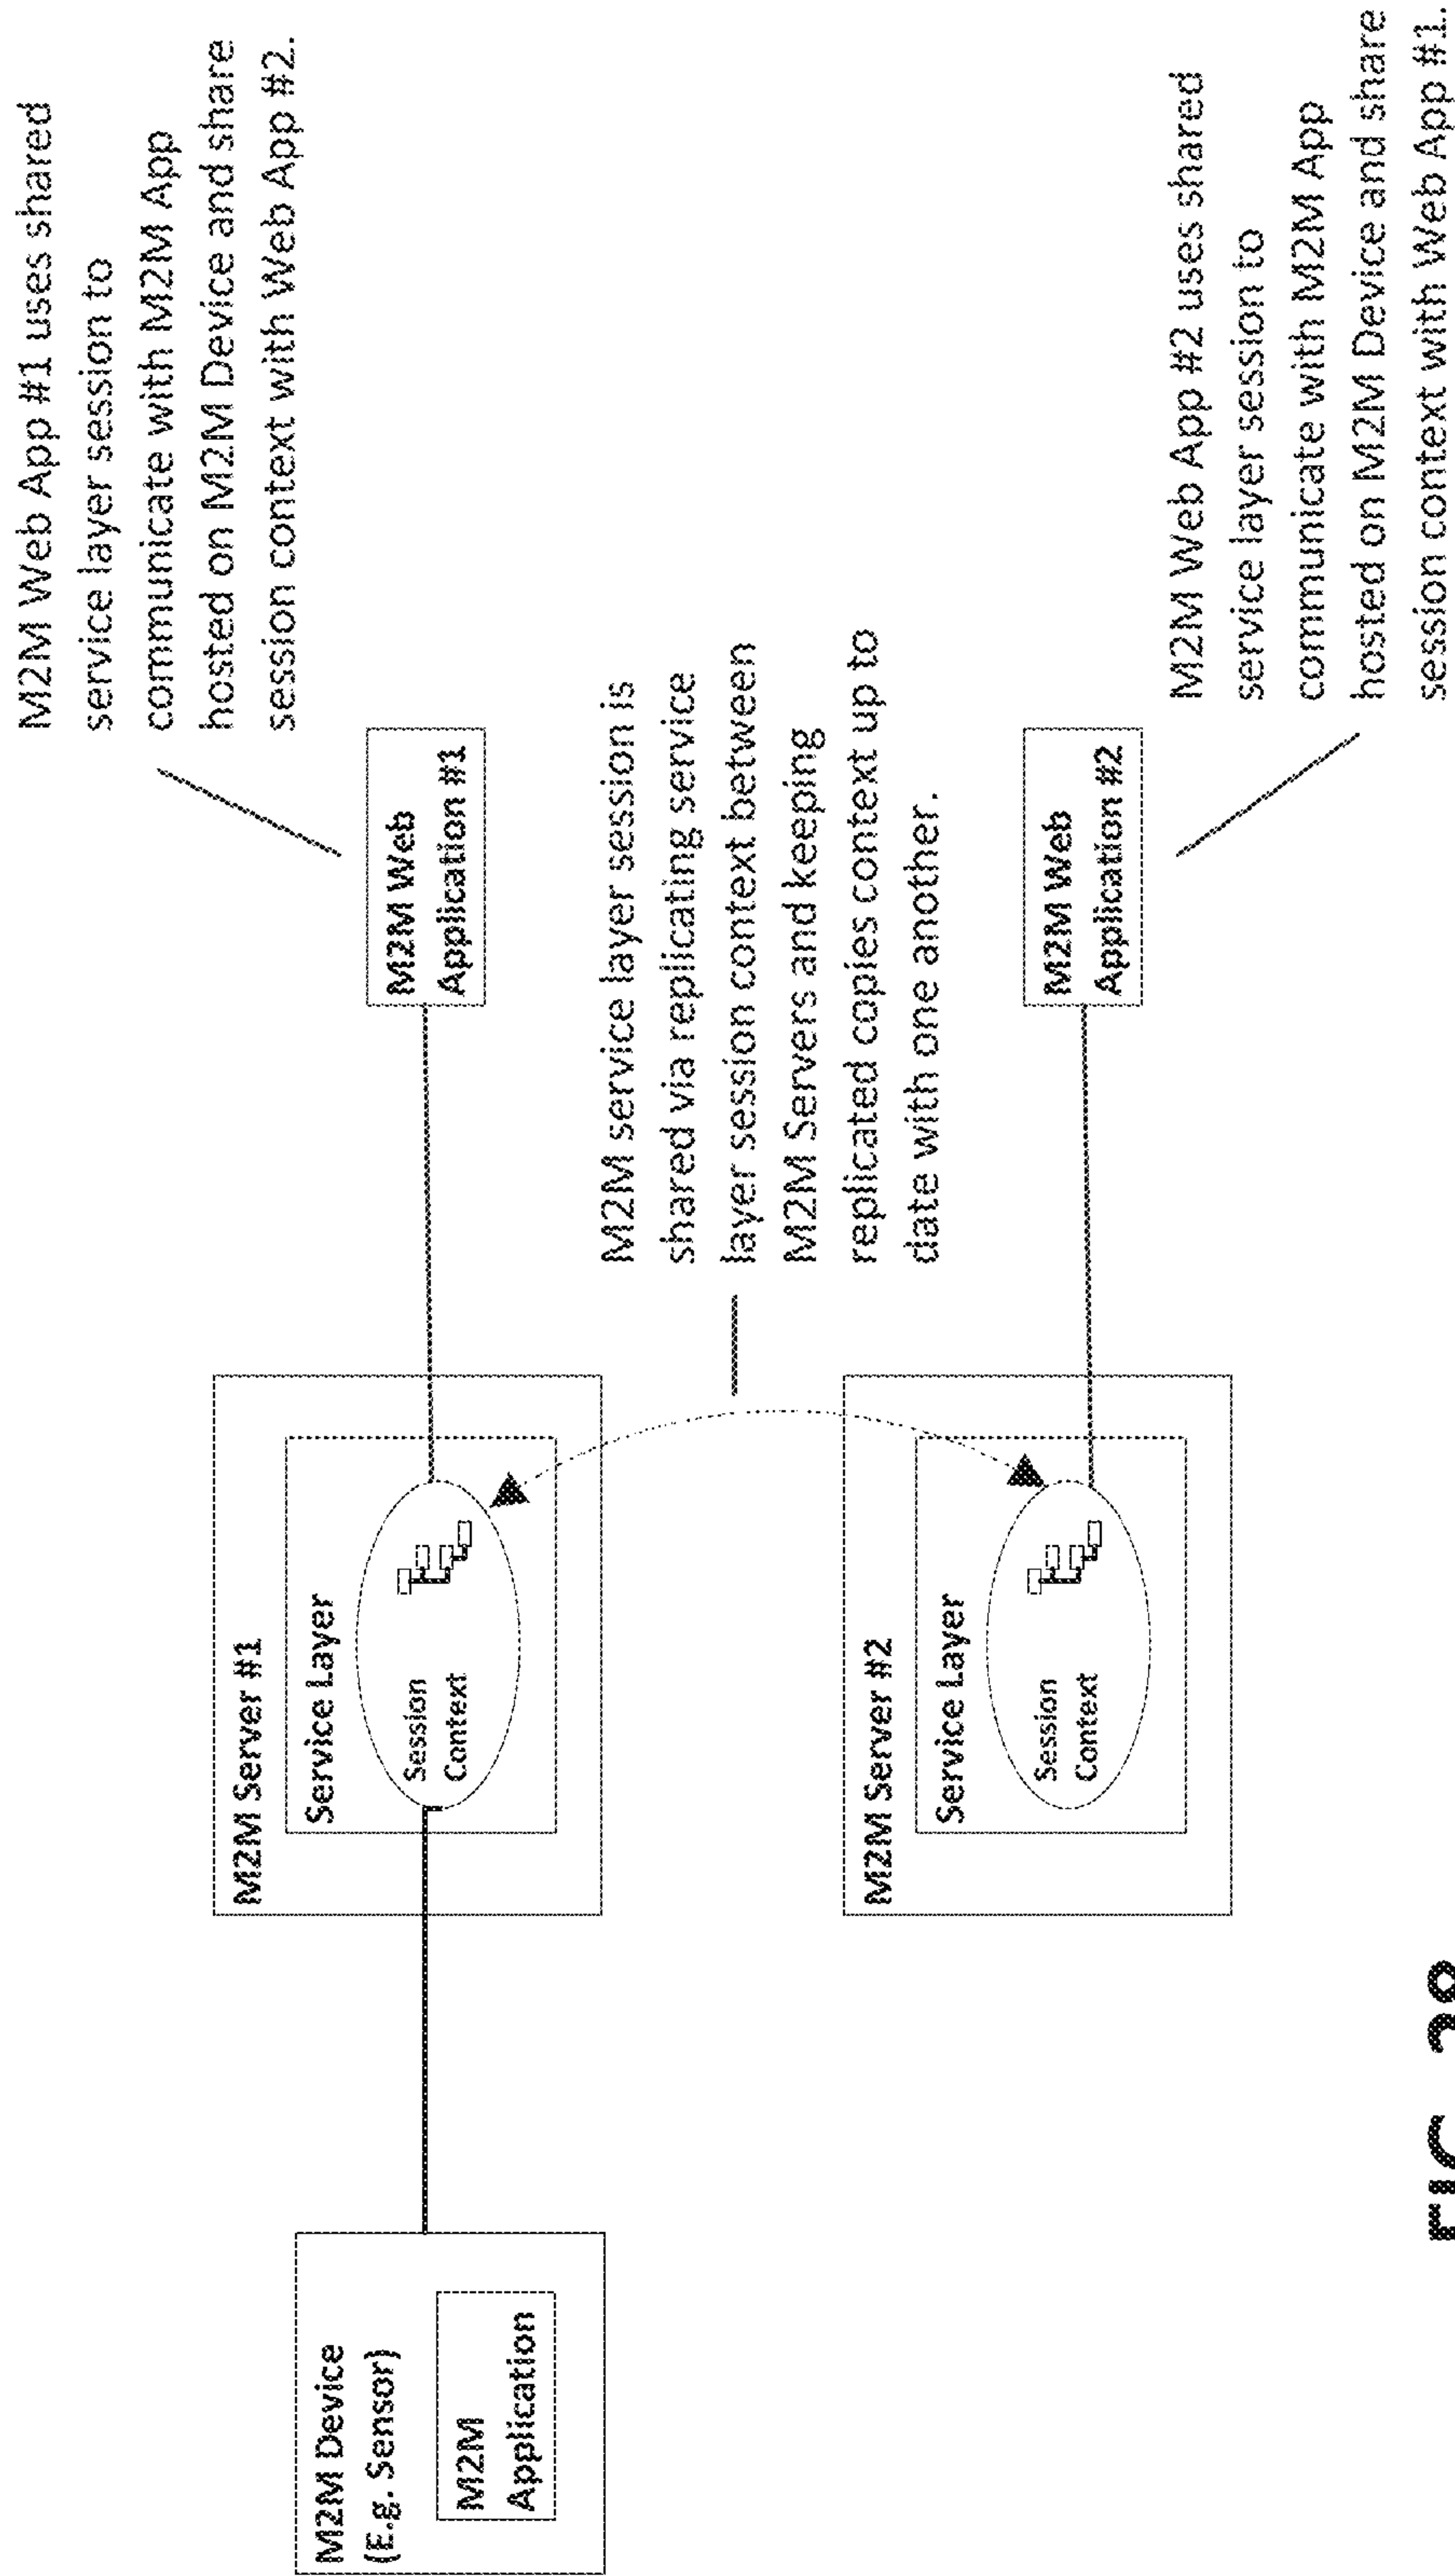 M2M Device
(E.g. Sensor)
M2M
Application
M2M Server #1
Service Layer
Session
Context
M2M Web
Application #1
M2M Web App #1 uses shared
service layer session to
communicate with M2M App
hosted on M2M Device and share
session context with Web App #2.
M2M service layer session is
shared via replicating service
layer session context between
M2M Servers and keeping
replicated copies context up to
date with one another.
M2M Server #2
Service Layer
Session
Context
M2M Web
Application #2
M2M Web App #2 uses shared
service layer session to
communicate with M2M App
hosted on M2M Device and share
session context with Web App #1.